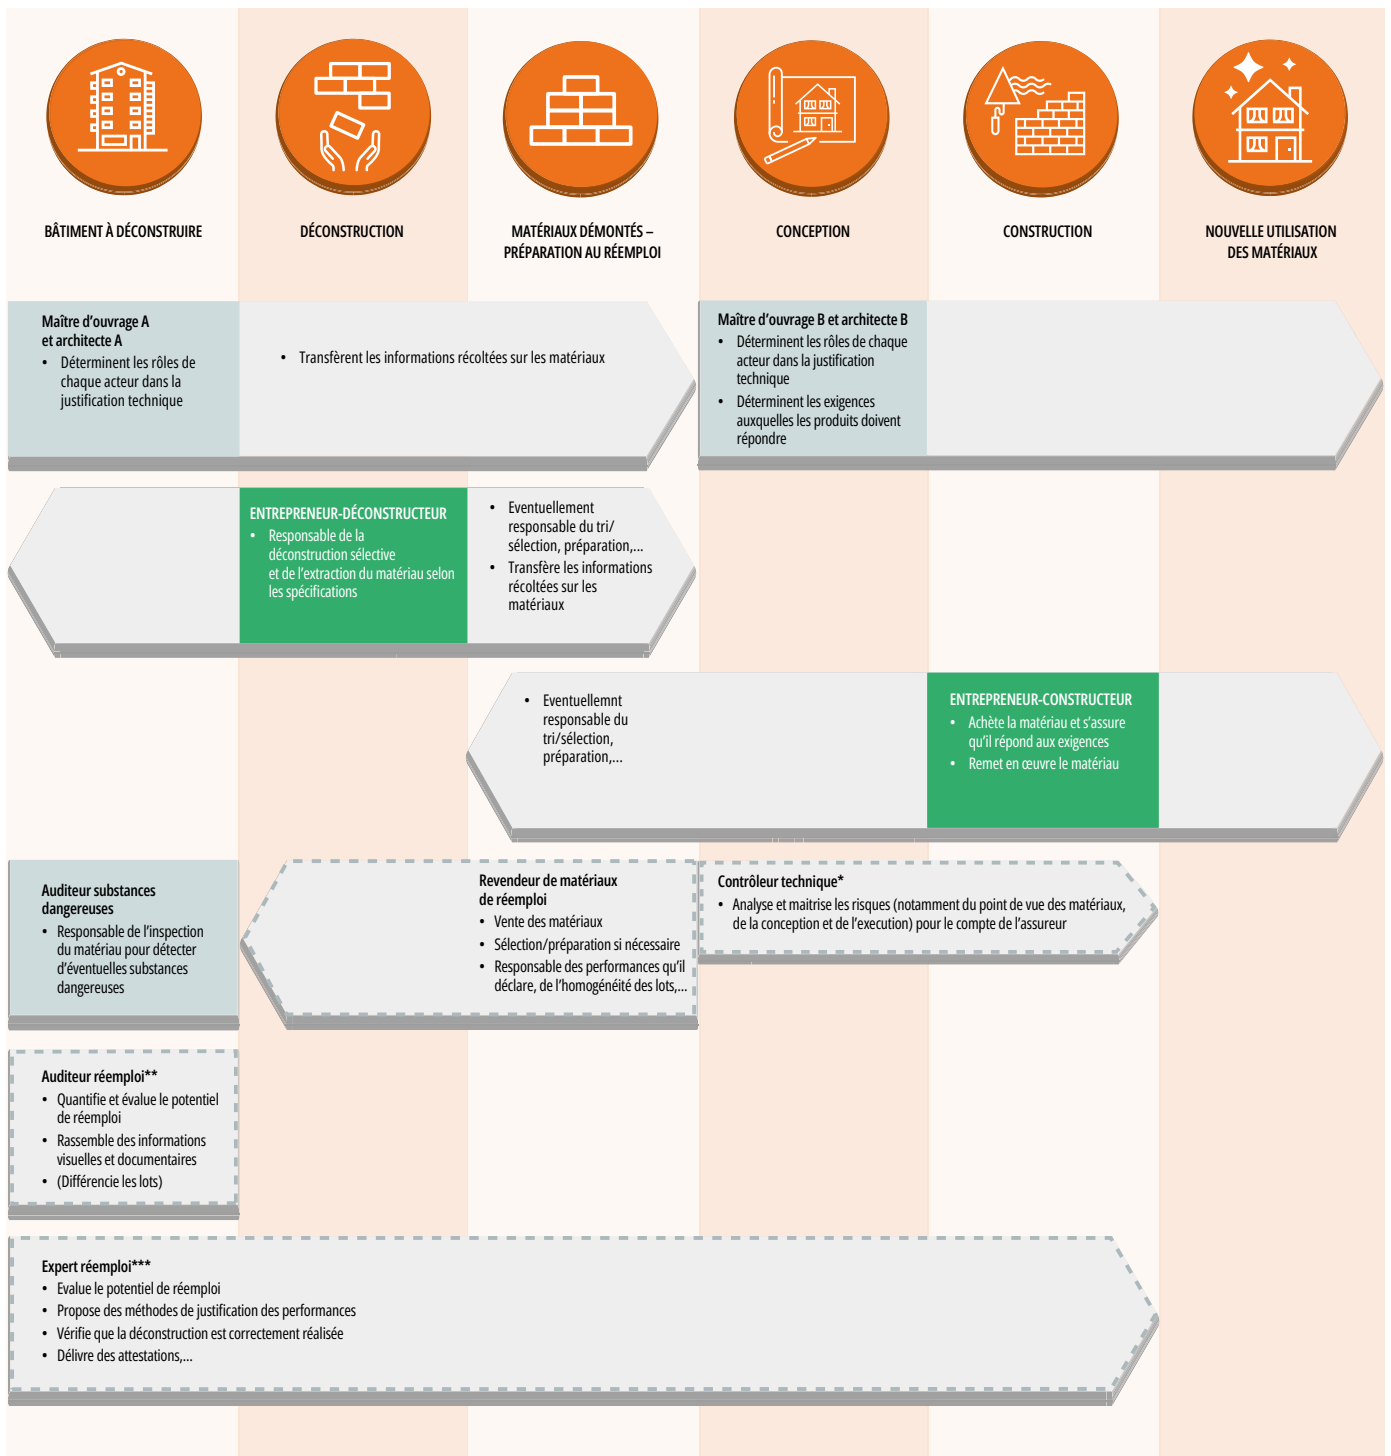 BÂTIMENT À DÉCONSTRUIRE
DÉCONSTRUCTION
MATÉRIAUX DÉMONTÉS –
PRÉPARATION AU RÉEMPLOI
CONCEPTION
CONSTRUCTION
NOUVELLE UTILISATION
DES MATÉRIAUX
Maître d'ouvrage A
et architecte A
• Déterminent les rôles de
chaque acteur dans la
justification technique
• Transfèrent les informations récoltées sur les matériaux
Maître d'ouvrage B et architecte B
• Déterminent les rôles de chaque
acteur dans la justification
technique
• Déterminent les exigences
auxquelles les produits doivent
répondre
ENTREPRENEUR-DÉCONSTRUCTEUR
• Responsable de la
déconstruction sélective
et de l'extraction du matériau selon
les spécifications
• Eventuellement
responsable du tri/
sélection, préparation,...
• Transfère les informations
récoltées sur les
matériaux
• Eventuellemnt
responsable du
tri/sélection,
préparation,...
ENTREPRENEUR-CONSTRUCTEUR
• Achète la matériau et s'assure
qu'il répond aux exigences
• Remet en œuvre le matériau
Auditeur substances
dangereuses
• Responsable de l'inspection
du matériau pour détecter
d'éventuelles substances
dangereuses
Revendeur de matériaux
de réemploi
• Vente des matériaux
• Sélection/préparation si nécessaire
• Responsable des performances qu'il
déclare, de l'homogénéité des lots,...
Contrôleur technique*
• Analyse et maitrise les risques (notamment du point de vue des matériaux,
de la conception et de l'execution) pour le compte de l'assureur
Auditeur réemploi**
• Quantifie et évalue le potentiel
de réemploi
• Rassemble des informations
visuelles et documentaires
• (Différencie les lots)
Expert réemploi***
• Evalue le potentiel de réemploi
• Propose des méthodes de justification des performances
• Vérifie que la déconstruction est correctement réalisée
• Délivre des attestations,...